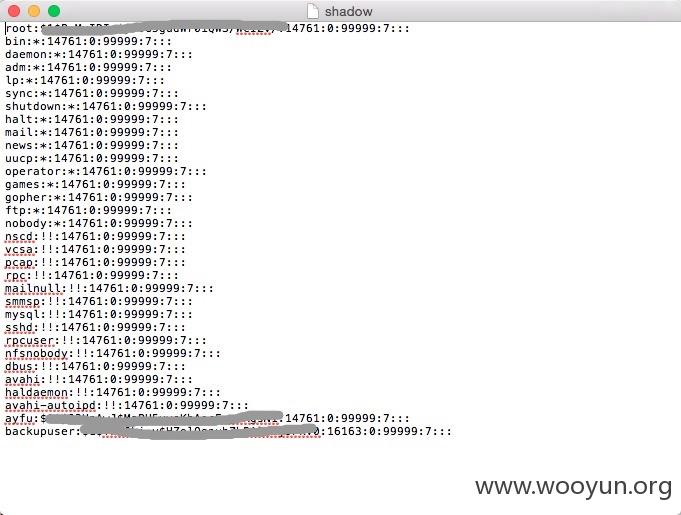 shadow
root:14761:0:99999:7:::
bin:*:14761:0:99999:7:::
daemon:*:14761:0:99999:7:::
adm:*:14761:0:99999:7:::
lp:*:14761:0:99999:7:::
sync:*:14761:0:99999:7:::
shutdown:*:14761:0:99999:7:::
halt:*:14761:0:99999:7:::
mail:*:14761:0:99999:7:::
news:*:14761:0:99999:7:::
uucp:*:14761:0:99999:7:::
operator:*:14761:0:99999:7:::
games:*:14761:0:99999:7:::
gopher:*:14761:0:99999:7:::
ftp:*:14761:0:99999:7:::
nobody:*:14761:0:99999:7:::
nscd:!!:14761:0:99999:7:::
vcsa:!!:14761:0:99999:7:::
pcap:!!:14761:0:99999:7:::
rpc:!!:14761:0:99999:7:::
mailnull:!!:14761:0:99999:7:::
smmsp:!!:14761:0:99999:7:::
mysql:!!:14761:0:99999:7:::
sshd:!!:14761:0:99999:7:::
rpcuser:!!:14761:0:99999:7:::
nfsnobody:!!:14761:0:99999:7:::
dbus:!!:14761:0:99999:7:::
avahi:!!:14761:0:99999:7:::
haldaemon:!!:14761:0:99999:7:::
avahi-autoipd:!!:14761:0:99999:7:::
ayfu:14761:0:99999:7:::
backupuser:16163:0:99999:7:::
www.wooyun.org